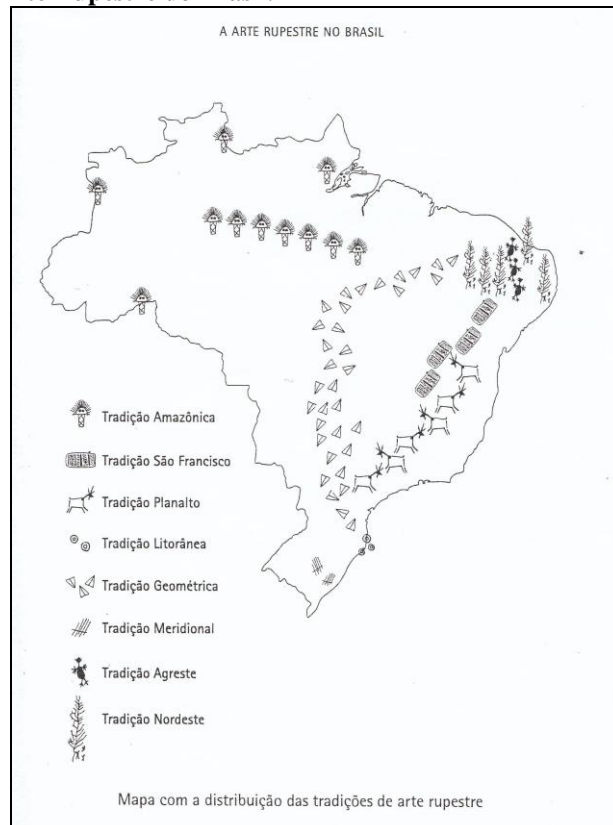 A ARTE RUPESTRE NO BRASIL
Tradição Amazônica
Tradição São Francisco
Tradição Planalto
Tradição Litorânea
Tradição Geométrica
Tradição Meridional
Tradição Agreste
Tradição Nordeste
Mapa com a distribuição das tradições de arte rupestre